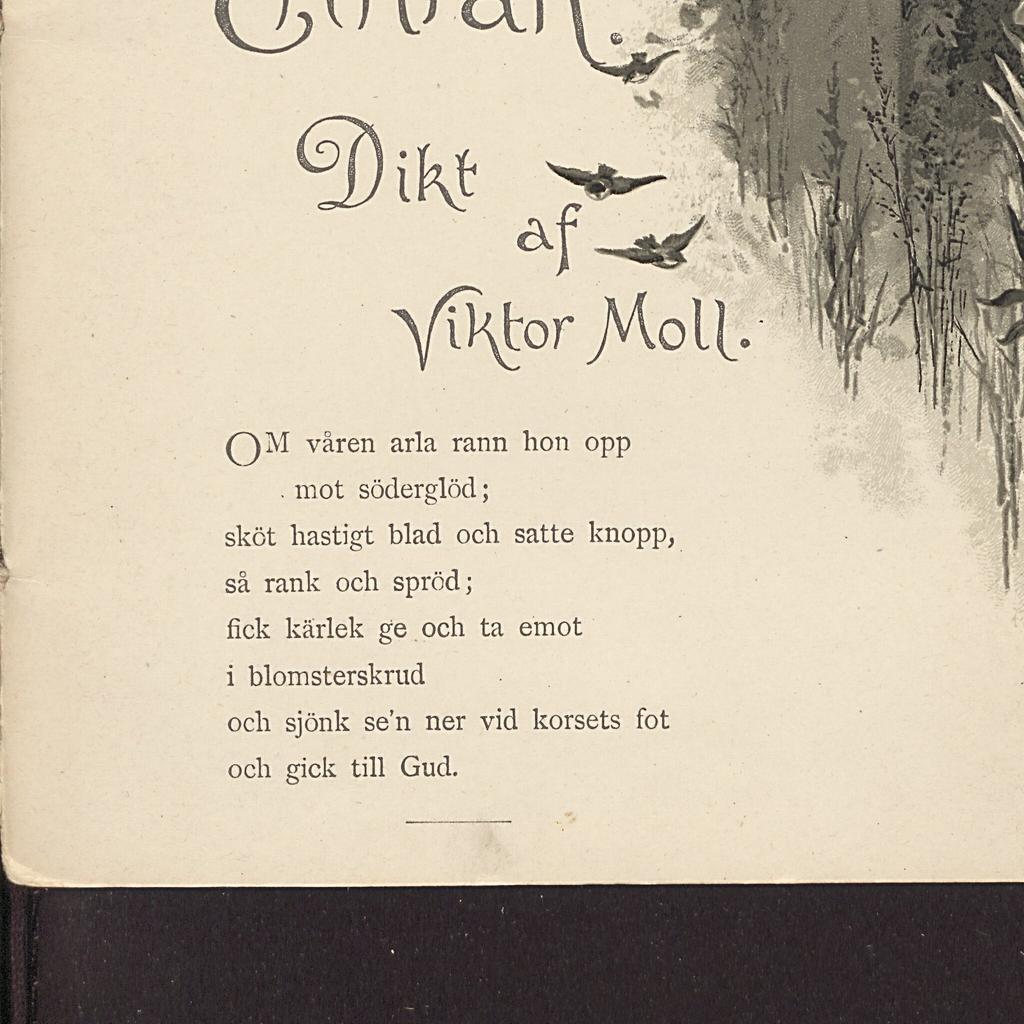 Dikt
af
Viktor Moll.
OM våren arla rann hon opp
mot söderglöd;
sköt hastigt blad och satte knopp,
så rank och spröd;
fick kärlek ge och ta emot
i blomsterskrud
och sjönk se'n ner vid korsets fot
och gick till Gud.